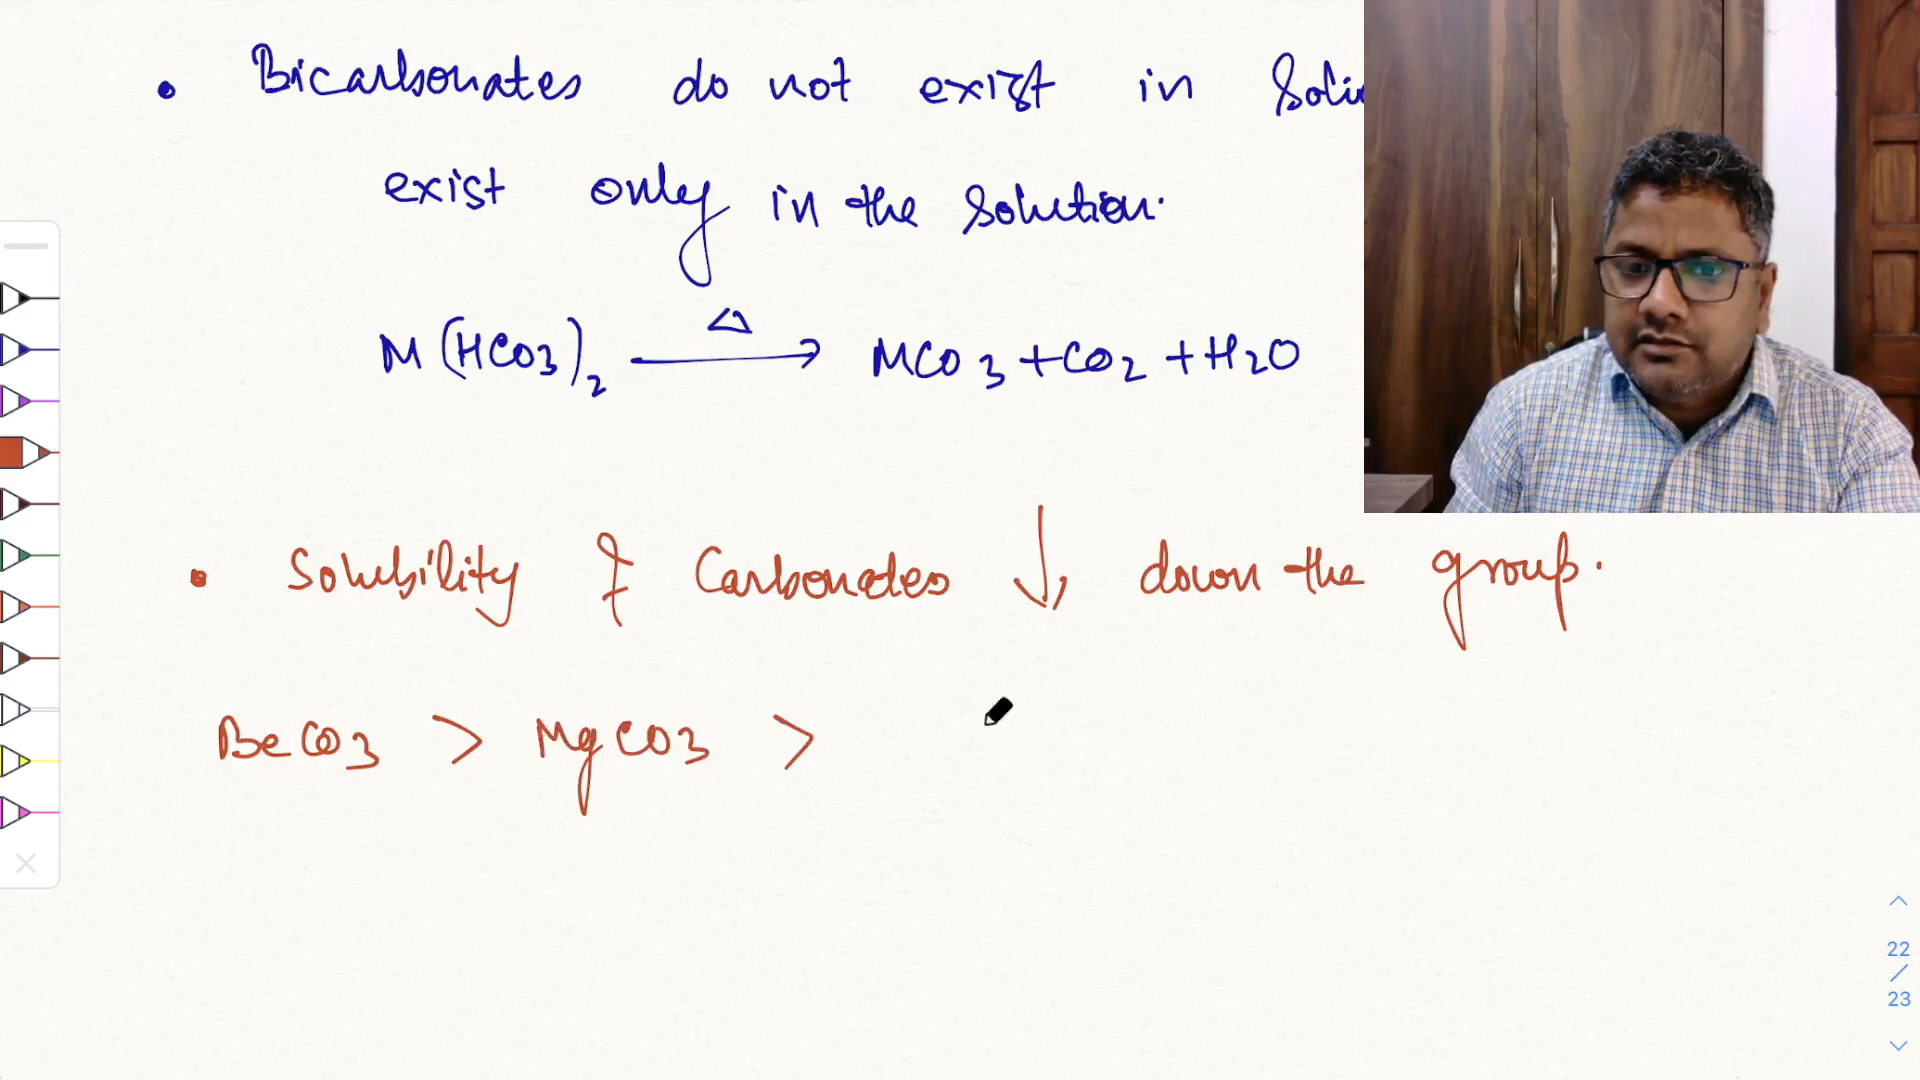 • Bicarbonates do not exist in
exist only in the solution.
M(HCO3)2 —Δ→ MCO3 + CO2 + H2O
• Solubility of Carbonates ↓, down the group.
BeCO3 > MgCO3 >
22
/
23